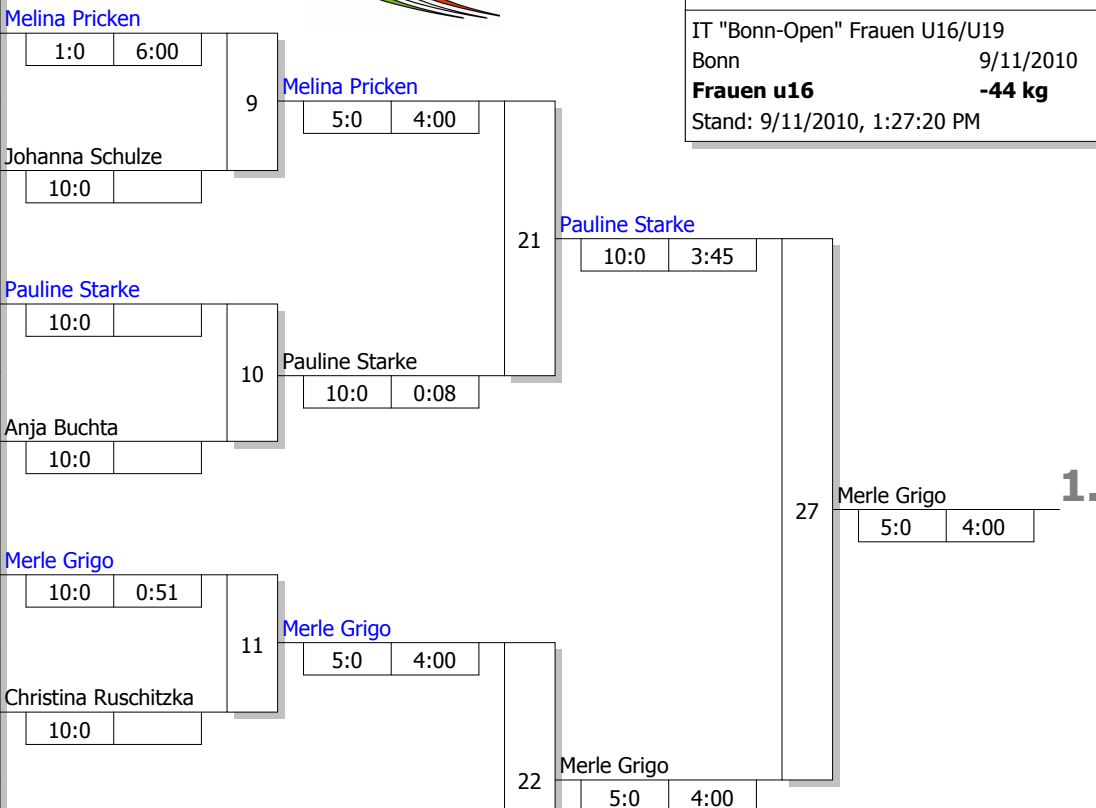 IT "Bonn-Open" Frauen U16/U19
Bonn 9/11/2010
Frauen u16 -44 kg
Stand: 9/11/2010, 1:27:20 PM
Melina Pricken
1:0 6:00
9
Johanna Schulze
10:0
Pauline Starke
10:0
10
Anja Buchta
10:0
Merle Grigo
10:0 0:51
11
Christina Ruschitzka
10:0
Melina Pricken
5:0 4:00
21
Pauline Starke
10:0 0:08
Merle Grigo
5:0 4:00
22
Pauline Starke
10:0 3:45
27
Merle Grigo
5:0 4:00
Merle Grigo
5:0 4:00
1.